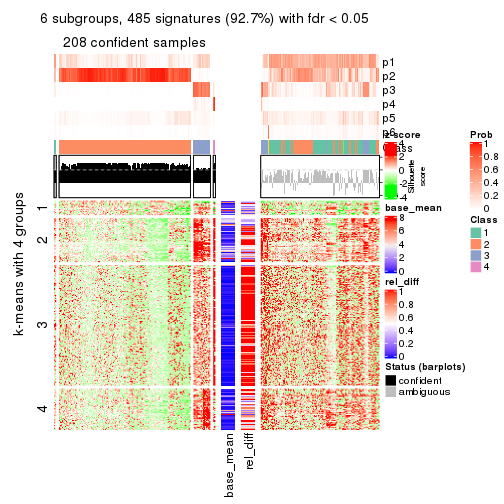 6 subgroups, 485 signatures (92.7%) with fdr < 0.05
208 confident samples
p1
p2
p3
p4
p5
p6
Class
Silhouette
score
k-means with 4 groups
1
2
3
4
base_mean
rel_diff
z-score
4
2
0
-2
-4
base_mean
8
6
4
2
0
rel_diff
1
0.8
0.6
0.4
0.2
0
Status (barplots)
confident
ambiguous
Prob
1
0.8
0.6
0.4
0.2
0
Class
1
2
3
4